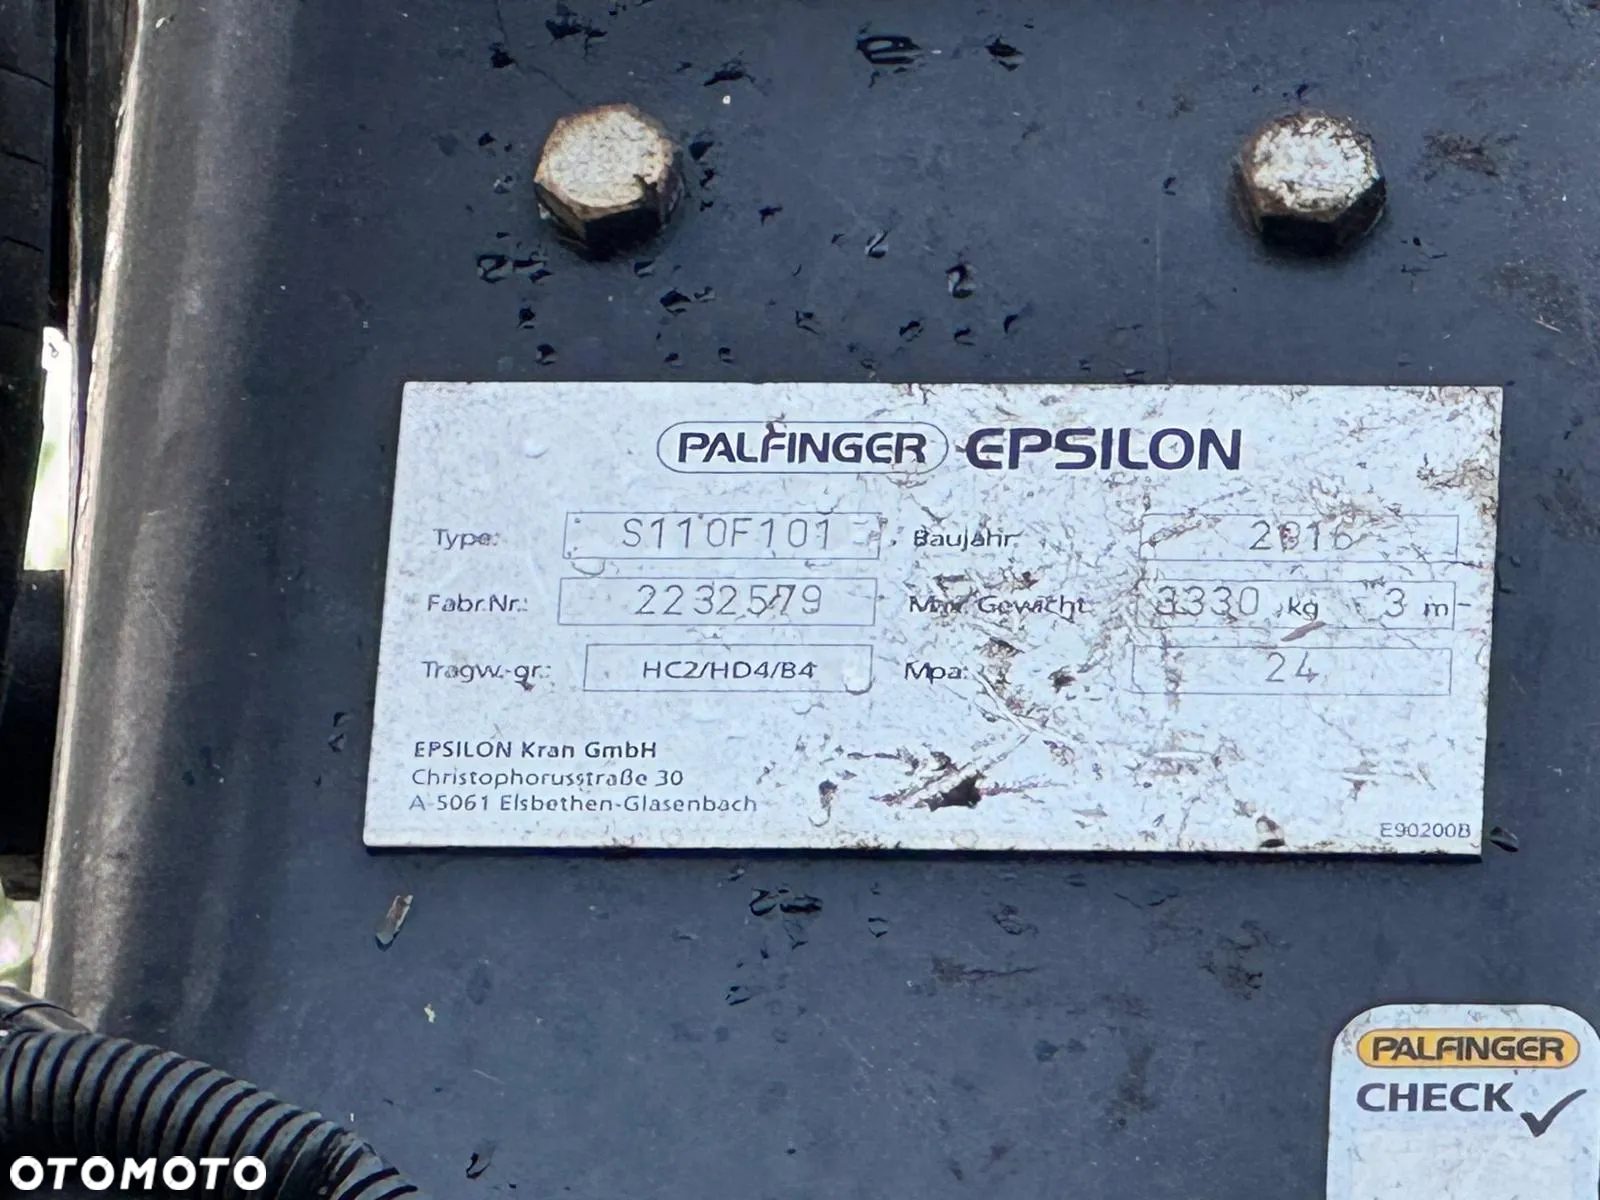 PALFINGER EPSILON
Type: S110F101 Baujahr 2016
Fabr.Nr.: 2232579 Max Gewicht 3330 kg 3 m
Tragw.-gr.: HC2/HD4/B4 Mpa: 24
EPSILON Kran GmbH
Christophorusstraße 30
A-5061 Elsbethen-Glasenbach
E90200B
PALFINGER
CHECK
OTOMOTO